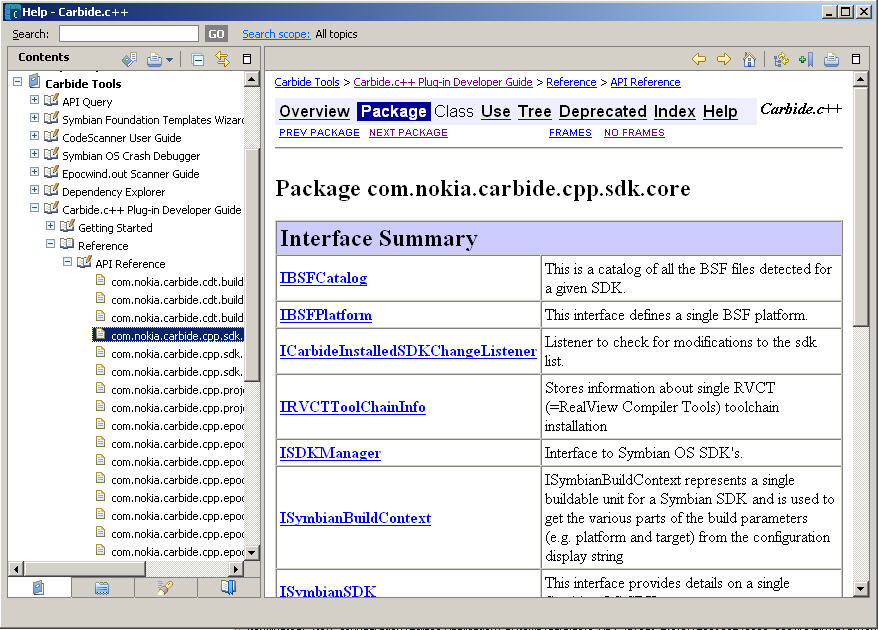 Help - Carbide.c++
Search:
GO
Search scope: All topics
Contents
Carbide Tools
API Query
Symbian Foundation Templates Wizar
CodeScanner User Guide
Symbian OS Crash Debugger
Epocwind.out Scanner Guide
Dependency Explorer
Carbide.c++ Plug-in Developer Guide
Getting Started
Reference
API Reference
com.nokia.carbide.cdt.build
com.nokia.carbide.cdt.build
com.nokia.carbide.cdt.build
com.nokia.carbide.cpp.sdk.
com.nokia.carbide.cpp.sdk.
com.nokia.carbide.cpp.sdk.
com.nokia.carbide.cpp.proje
com.nokia.carbide.cpp.proje
com.nokia.carbide.cpp.epoc
com.nokia.carbide.cpp.epoc
com.nokia.carbide.cpp.epoc
com.nokia.carbide.cpp.epoc
com.nokia.carbide.cpp.epoc
com.nokia.carbide.cpp.epoc
com.nokia.carbide.cpp.epoc
com.nokia.carbide.cpp.epoc
Carbide Tools > Carbide.c++ Plug-in Developer Guide > Reference > API Reference
Overview Package Class Use Tree Deprecated Index Help
Carbide.c++
PREV PACKAGE NEXT PACKAGE FRAMES NO FRAMES
Package com.nokia.carbide.cpp.sdk.core
Interface Summary
IBSFCatalog
This is a catalog of all the BSF files detected for
a given SDK.
IBSFPlatform
This interface defines a single BSF platform.
ICarbideInstalledSDKChangeListener
Listener to check for modifications to the sdk
list.
IRVCTToolChainInfo
Stores information about single RVCT
(=RealView Compiler Tools) toolchain
installation
ISDKManager
Interface to Symbian OS SDK's.
ISymbianBuildContext
ISymbianBuildContext represents a single
buildable unit for a Symbian SDK and is used to
get the various parts of the build parameters
(e.g. platform and target) from the configuration
display string
ISymbianSDK
This interface provides details on a single